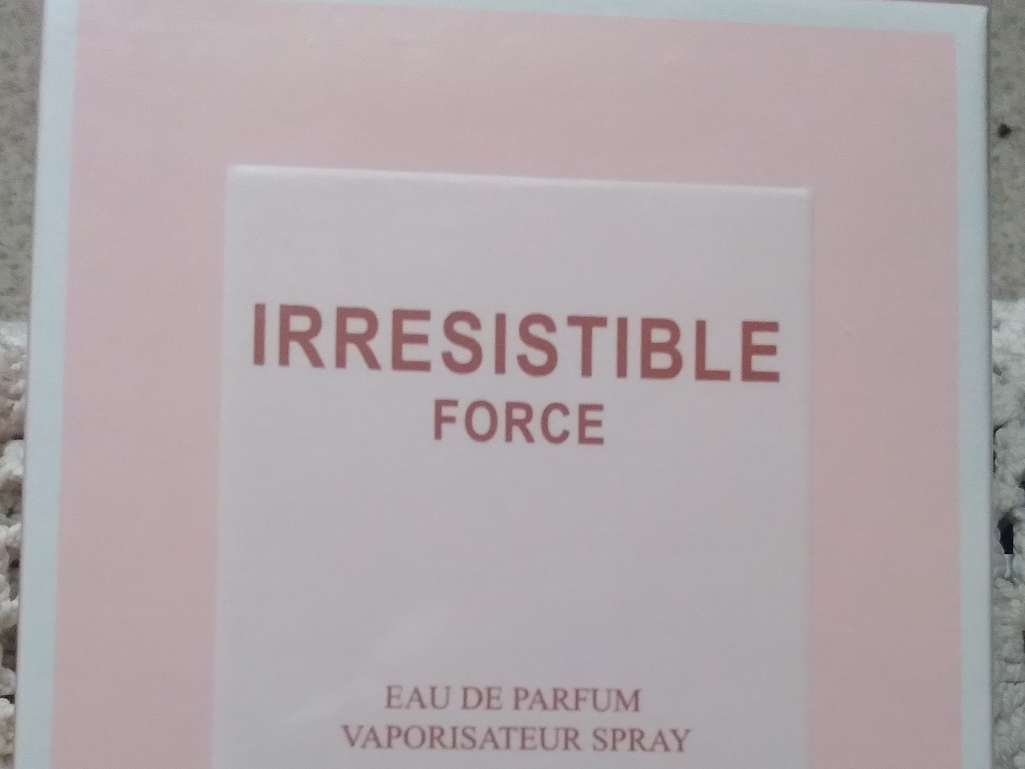 IRRESISTIBLE
FORCE
EAU DE PARFUM
VAPORISATEUR SPRAY